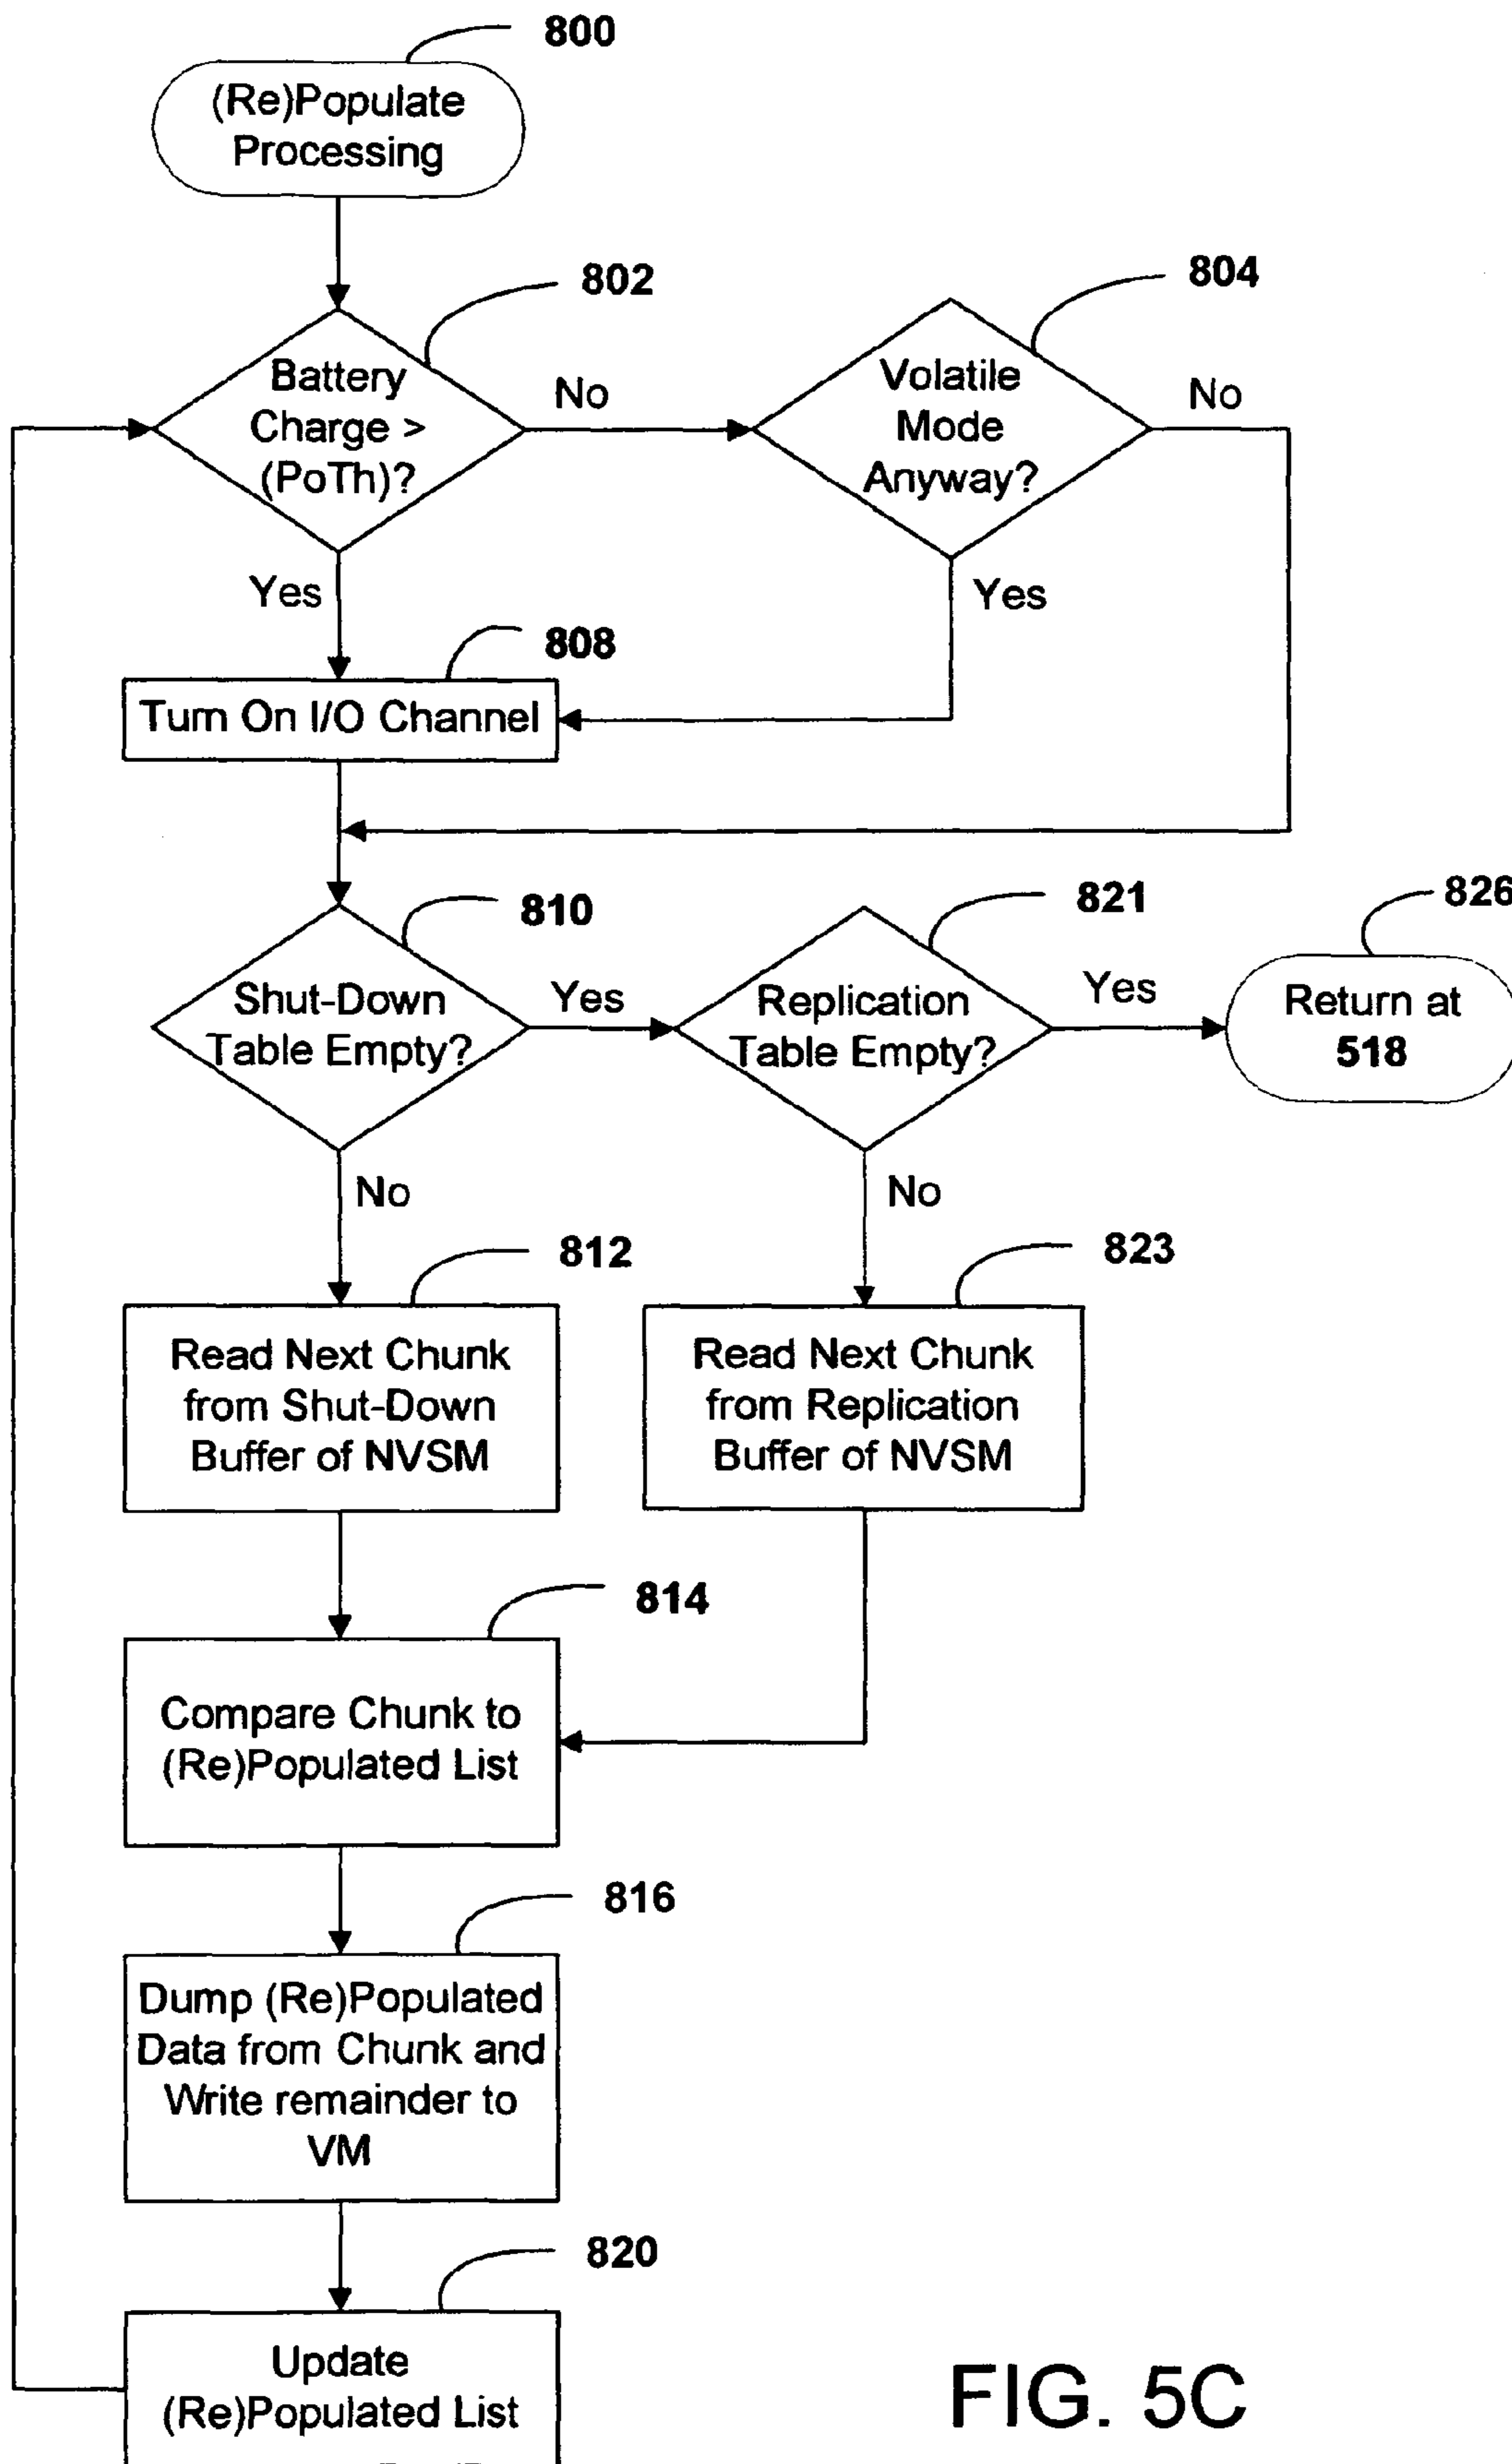 800
(Re)Populate
Processing
802
804
Battery
Charge >
(PoTh)?
No
Volatile
Mode
Anyway?
No
Yes
Yes
808
Turn On I/O Channel
810
821
826
Shut-Down
Table Empty?
Yes
Replication
Table Empty?
Yes
Return at
518
No
No
812
823
Read Next Chunk
from Shut-Down
Buffer of NVSM
Read Next Chunk
from Replication
Buffer of NVSM
814
Compare Chunk to
(Re)Populated List
816
Dump (Re)Populated
Data from Chunk and
Write remainder to
VM
820
Update
(Re)Populated List
FIG. 5C